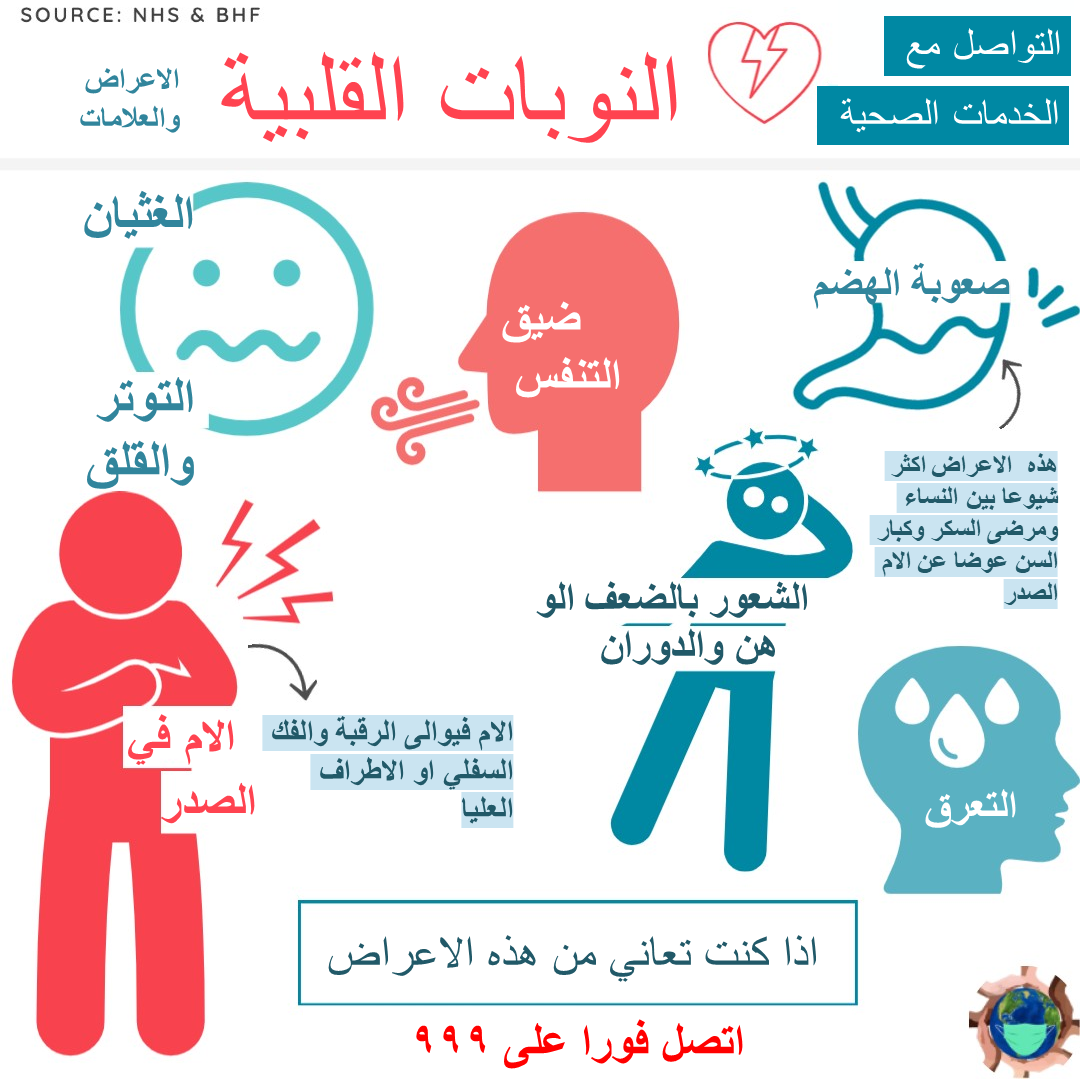 SOURCE: NHS & BHF
التواصل مع
الخدمات الصحية
النوبات القلبية
الاعراض
والعلامات
الغثيان
التوتر
والقلق
ضيق
التنفس
صعوبة الهضم
هذه الاعراض اكثر
شيوعا بين النساء
ومرضى السكر وكبار
السن عوضا عن الام
الصدر
الشعور بالضعف الو
هن والدوران
الام في
الصدر
الام فيوالى الرقبة والفك
السفلي او الاطراف
العليا
التعرق
اذا كنت تعاني من هذه الاعراض
اتصل فورا على ٩٩٩